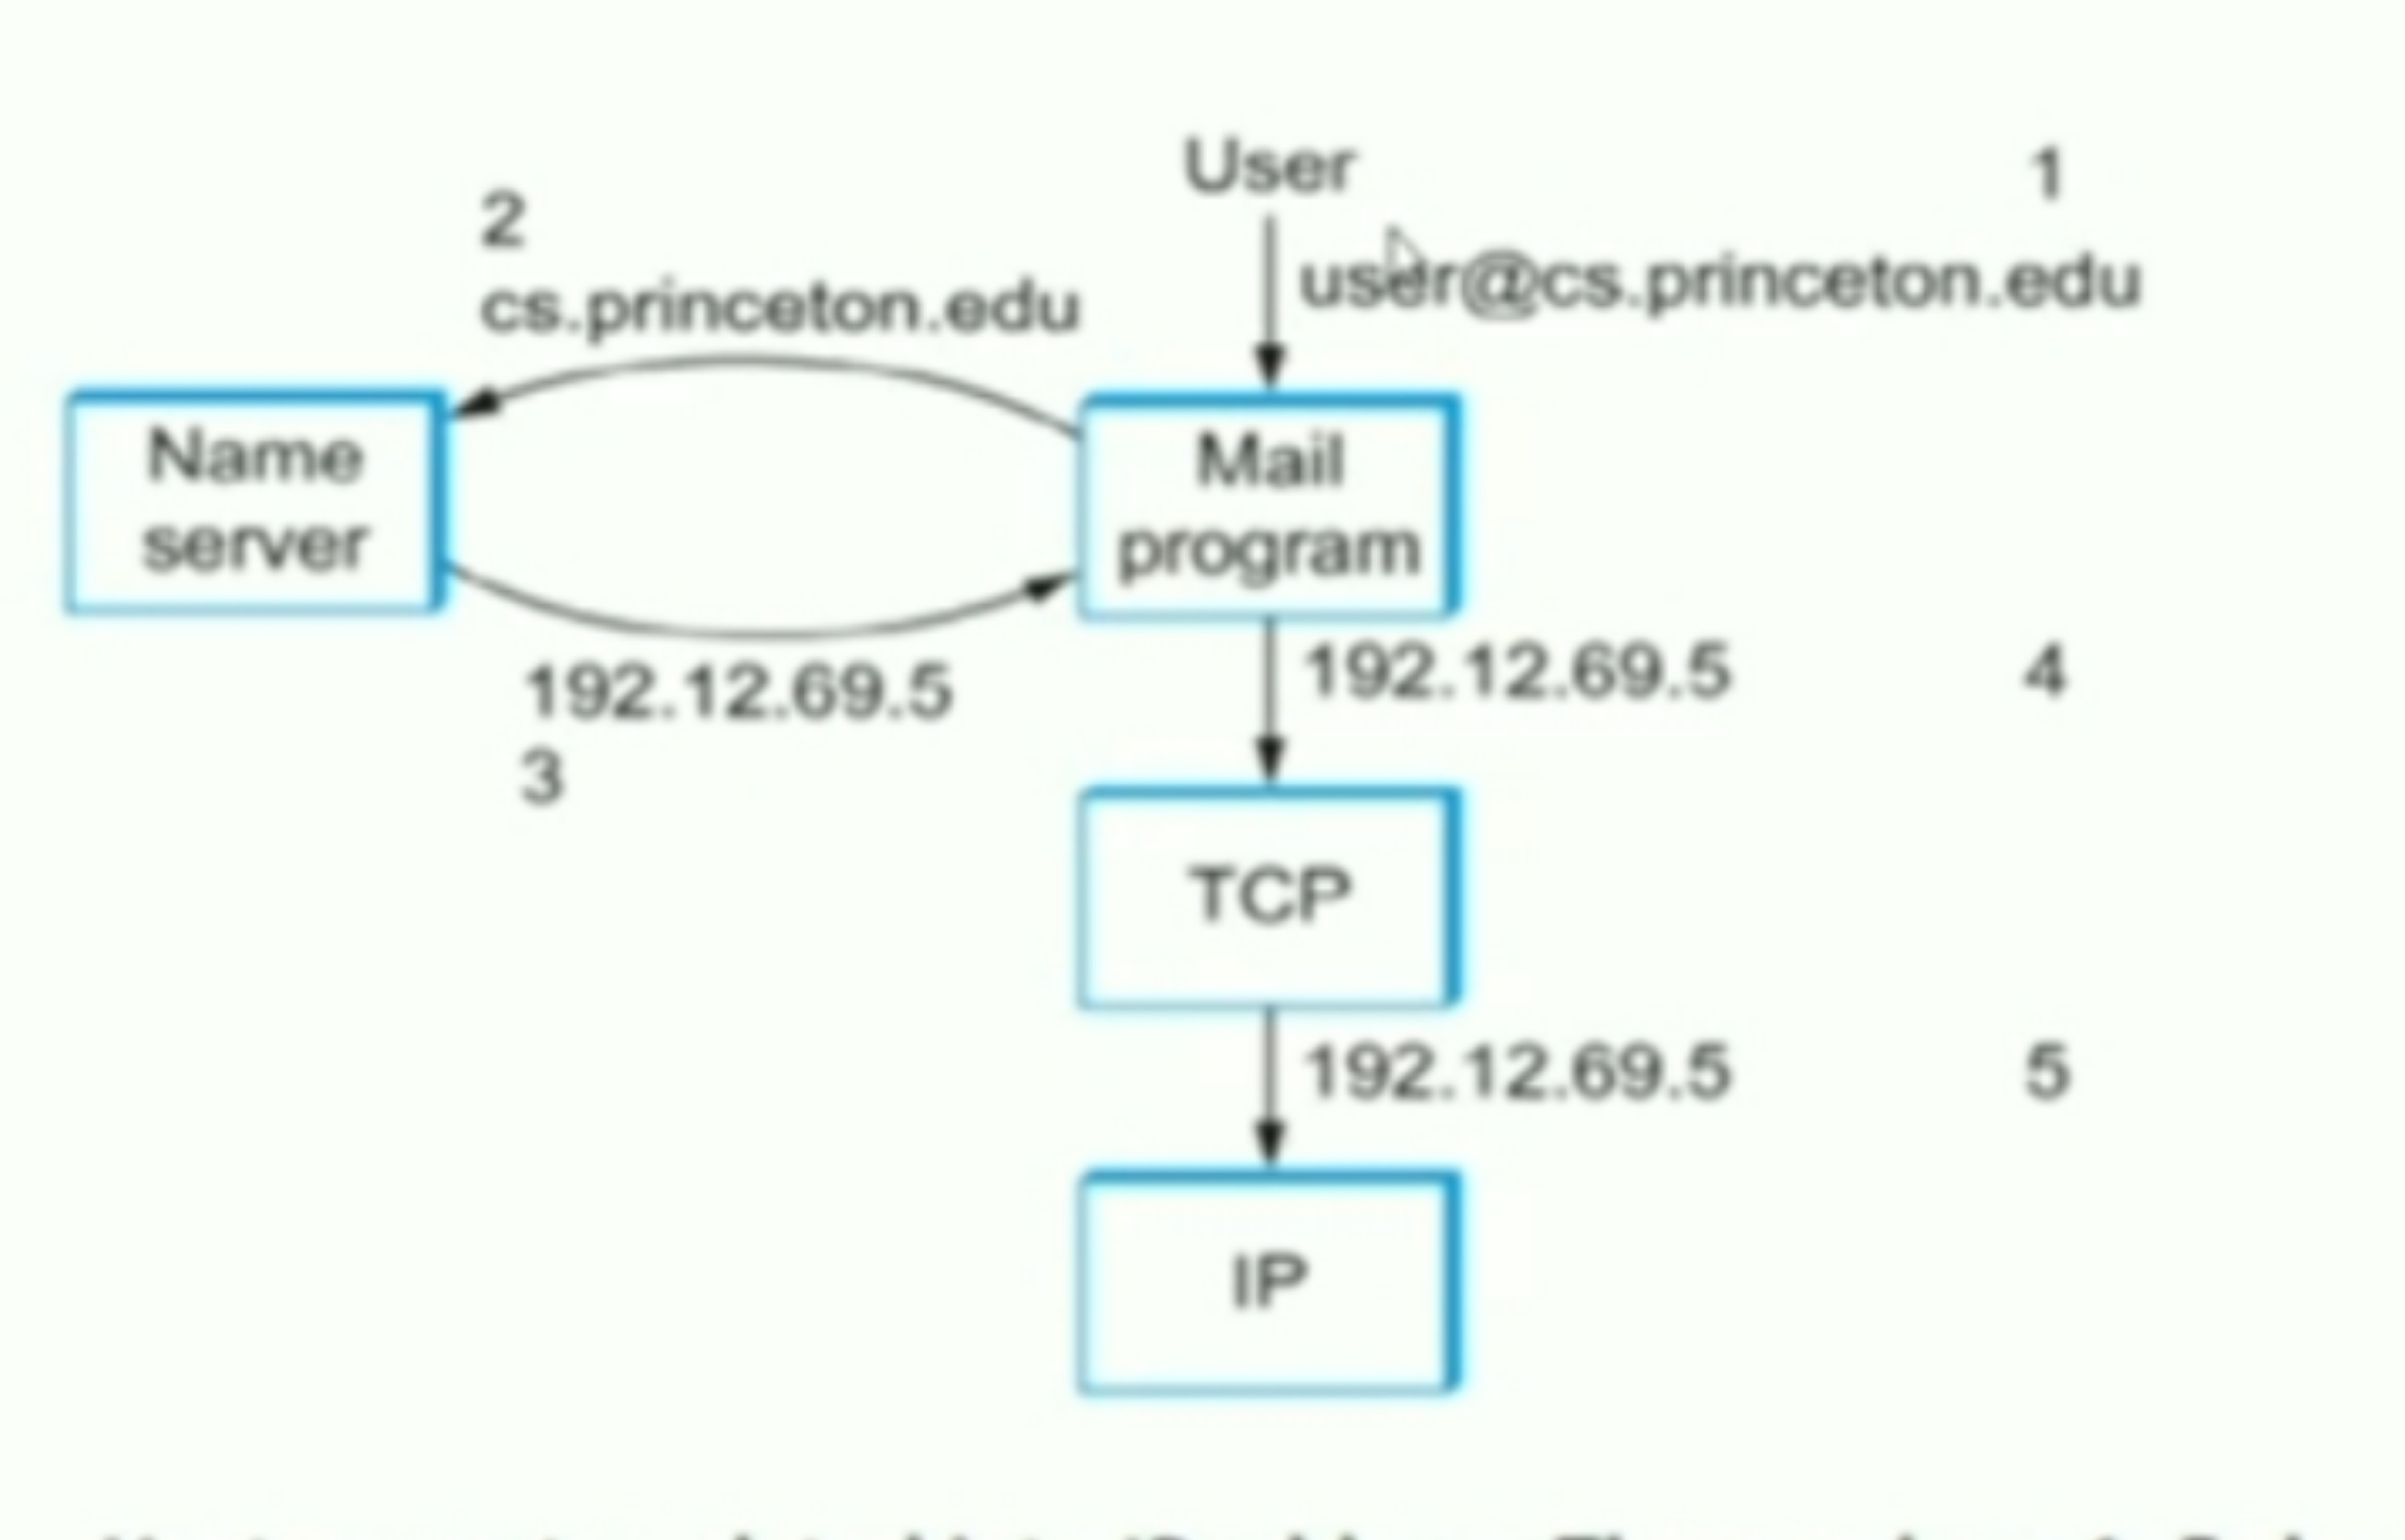 User
1
user@cs.princeton.edu
2
cs.princeton.edu
Name
server
Mail
program
192.12.69.5
3
192.12.69.5
4
TCP
192.12.69.5
5
IP